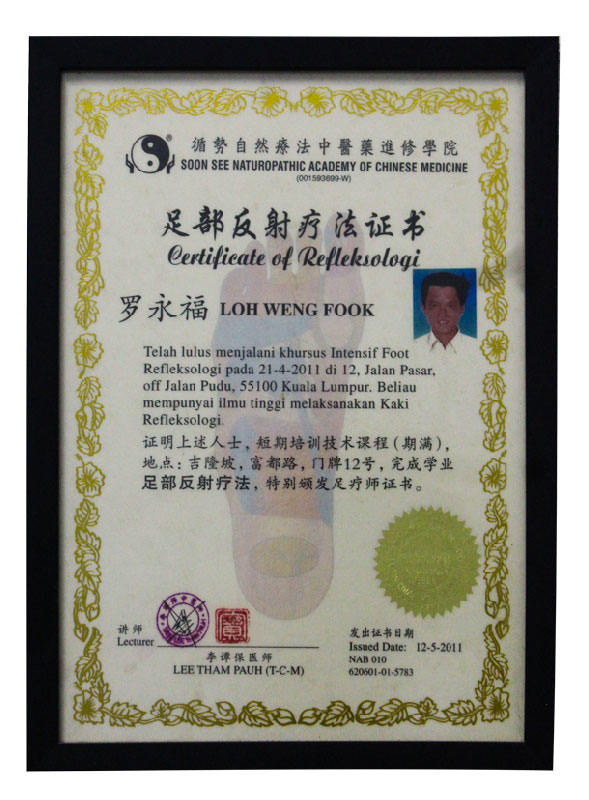 循勢自然療法中醫藥進修學院
®
SOON SEE NATUROPATHIC ACADEMY OF CHINESE MEDICINE
(001593699-W)
足部反射疗法证书
Certificate of Refleksologi
罗永福 LOH WENG FOOK
Telah lulus menjalani khursus Intensif Foot
Refleksologi pada 21-4-2011 di 12, Jalan Pasar,
off Jalan Pudu, 55100 Kuala Lumpur. Beliau
mempunyai ilmu tinggi melaksanakan Kaki
Refleksologi.
证明上述人士，短期培训技术课程（期满），
地点：吉隆坡，富都路，门牌12号，完成学业
足部反射疗法，特别颁发足疗师证书。
讲师
Lecturer
李谭保医师
LEE THAM PAUH (T-C-M)
发出证书日期
Issued Date: 12-5-2011
NAB 010
620601-01-5783